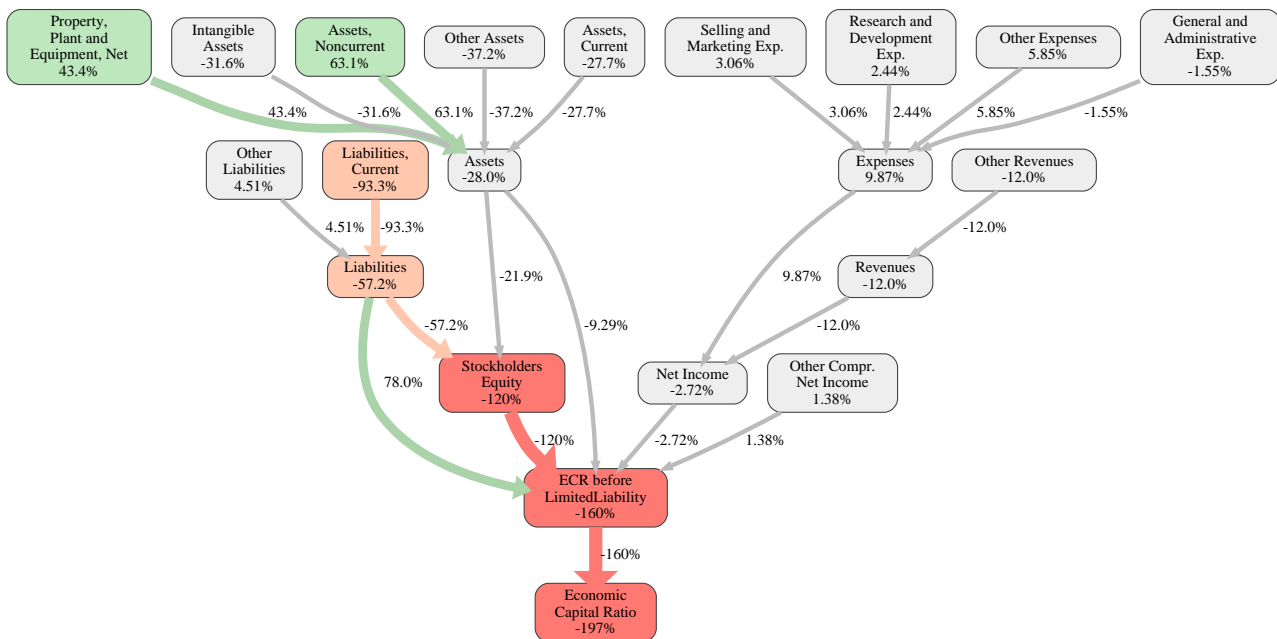 Property,
Plant and
Equipment, Net
43.4%
Intangible
Assets
-31.6%
Assets,
Noncurrent
63.1%
Other Assets
-37.2%
Assets,
Current
-27.7%
Selling and
Marketing Exp.
3.06%
Research and
Development
Exp.
2.44%
Other Expenses
5.85%
General and
Administrative
Exp.
-1.55%
43.4%
-31.6%
63.1%
-37.2%
-27.7%
3.06%
2.44%
5.85%
-1.55%
Other
Liabilities
4.51%
Liabilities,
Current
-93.3%
Assets
-28.0%
Expenses
9.87%
Other Revenues
-12.0%
4.51%
-93.3%
-12.0%
Liabilities
-57.2%
-21.9%
9.87%
Revenues
-12.0%
-57.2%
-9.29%
-12.0%
78.0%
Stockholders
Equity
-120%
Net Income
-2.72%
Other Compr.
Net Income
1.38%
-120%
-2.72%
1.38%
ECR before
LimitedLiability
-160%
-160%
Economic
Capital Ratio
-197%